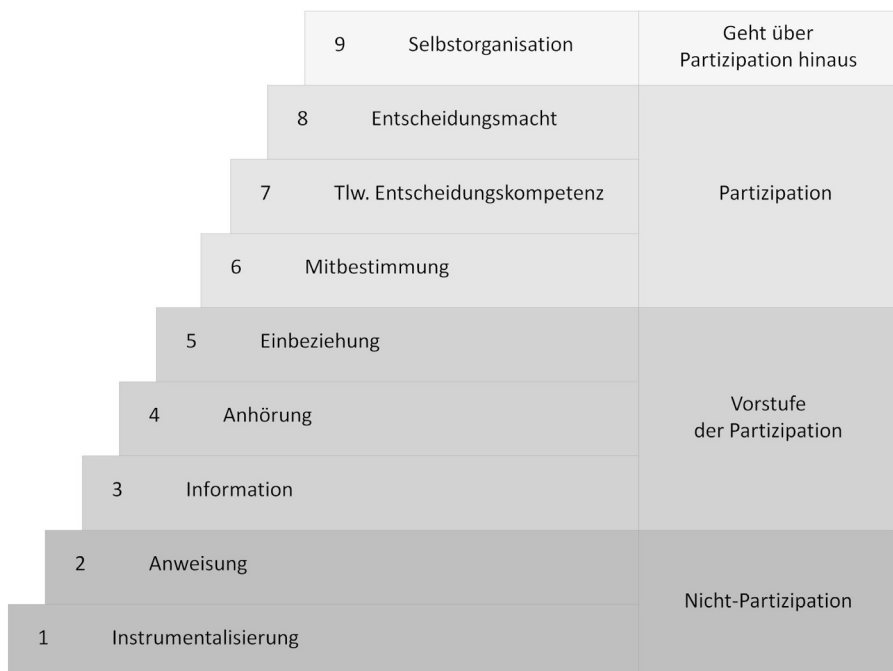 9 Selbstorganisation
Geht über
Partizipation hinaus
8 Entscheidungsmacht
7 Tlw. Entscheidungskompetenz
Partizipation
6 Mitbestimmung
5 Einbeziehung
4 Anhörung
Vorstufe
der Partizipation
3 Information
2 Anweisung
Nicht-Partizipation
1 Instrumentalisierung